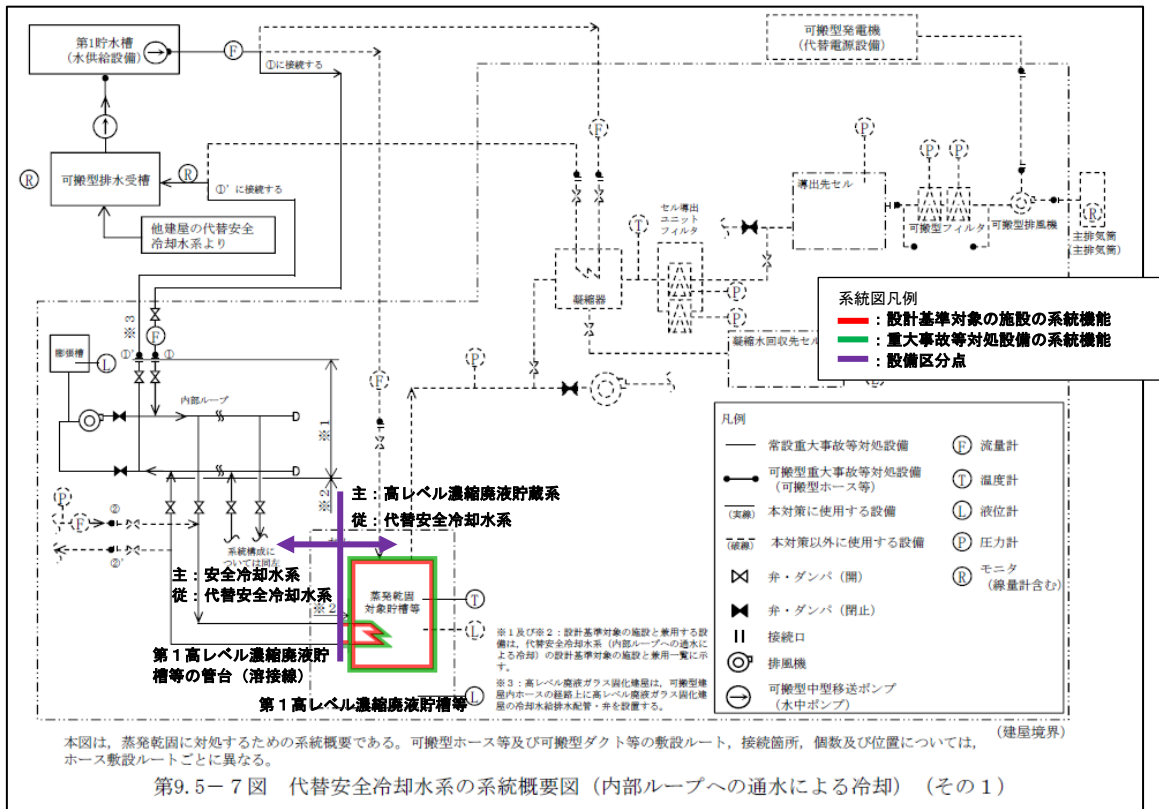 第1貯水槽
(水供給設備)
F
①に接続する
可搬型発電機
(代替電源設備)
R
可搬型排水受槽
R
①’に接続する
他建屋の代替安全
冷却水系より
F
P
P
P
導出先セル
セル導出
ユニット
フィルタ
T
可搬型フィルタ
可搬型排風機
R
主排気筒
(主排気筒)
凝縮器
P
P
凝縮水回収先セル
系統図凡例
:設計基準対象の施設の系統機能
:重大事故等対処設備の系統機能
:設備区分点
※3
F
①’
①
膨張槽
L
内部ループ
※1
※2
P
F
F
P
②
②’
系統構成に
ついては同左
主:高レベル濃縮廃液貯蔵系
従:代替安全冷却水系
主:安全冷却水系
従:代替安全冷却水系
※2
蒸発乾固
対象貯槽等
T
L
L
第1高レベル濃縮廃液貯
槽等の管台(溶接線)
第1高レベル濃縮廃液貯槽等
※1及び※2:設計基準対象の施設と兼用する設
備は,代替安全冷却水系(内部ループへの通水に
よる冷却)の設計基準対象の施設と兼用一覧に示
す。
※3:高レベル廃液ガラス固化建屋は,可搬型建屋
内ホースの経路上に高レベル廃液ガラス固化建
屋の冷却水給排水配管・弁を設置する。
凡例
常設重大事故等対処設備
可搬型重大事故等対処設備
(可搬型ホース等)
(実線)
本対策に使用する設備
(破線)
本対策以外に使用する設備
弁・ダンパ(開)
弁・ダンパ(閉止)
接続口
排風機
可搬型中型移送ポンプ
(水中ポンプ)
F 流量計
T 温度計
L 液位計
P 圧力計
R モニタ
(線量計含む)
(建屋境界)
本図は,蒸発乾固に対処するための系統概要である。可搬型ホース等及び可搬型ダクト等の敷設ルート,接続箇所,個数及び位置については,
ホース敷設ルートごとに異なる。
第9.5-7図 代替安全冷却水系の系統概要図(内部ループへの通水による冷却)(その1)